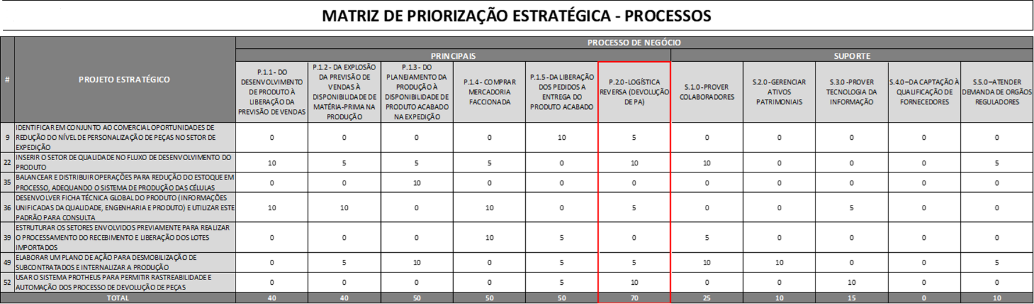 MATRIZ DE PRIORIZAÇÃO ESTRATÉGICA - PROCESSOS
PROCESSO DE NEGÓCIO
PRINCIPAIS SUPORTE
# PROJETO ESTRATÉGICO
P.1.1 - DO
DESENVOLVIMENTO
DE PRODUTO À
LIBERAÇÃO DA
PREVISÃO DE VENDAS
P.1.2 - DA EXPLOSÃO
DA PREVISÃO DE
VENDAS À
DISPONIBILIDADE DE
MATÉRIA-PRIMA NA
PRODUÇÃO
P.1.3 - DO
PLANEJAMENTO DA
PRODUÇÃO À
DISPONIBILIDADE DE
PRODUTO ACABADO
NA EXPEDIÇÃO
P.1.4 - COMPRAR
MERCADORIA
FACCIONADA
P.1.5 - DA LIBERAÇÃO
DOS PEDIDOS A
ENTREGA DO
PRODUTO ACABADO
P.2.0 - LOGÍSTICA
REVERSA (DEVOLUÇÃO
DE PA)
S.1.0 - PROVER
COLABORADORES
S.2.0 - GERENCIAR
ATIVOS
PATRIMONIAIS
S.3.0 - PROVER
TECNOLOGIA DA
INFORMAÇÃO
S.4.0 – DA CAPTAÇÃO À
QUALIFICAÇÃO DE
FORNECEDORES
S.5.0 – ATENDER
DEMANDA DE ORGÃOS
REGULADORES
9 IDENTIFICAR EM CONJUNTO AO COMERCIAL OPORTUNIDADES DE
REDUÇÃO DO NÍVEL DE PERSONALIZAÇÃO DE PEÇAS NO SETOR DE
EXPEDIÇÃO
0 0 0 0 10 5 0 0 0 0 0
22 INSERIR O SETOR DE QUALIDADE NO FLUXO DE DESENVOLVIMENTO DO
PRODUTO
10 5 5 5 0 10 10 0 0 0 5
35 BALANCEAR E DISTRIBUIR OPERAÇÕES PARA REDUÇÃO DO ESTOQUE EM
PROCESSO, ADEQUANDO O SISTEMA DE PRODUÇÃO DAS CÉLULAS
0 0 10 0 0 0 0 0 0 0 0
36 DESENVOLVER FICHA TÉCNICA GLOBAL DO PRODUTO (INFORMAÇÕES
UNIFICADAS DA QUALIDADE, ENGENHARIA E PRODUTO) E UTILIZAR ESTE
PADRÃO PARA CONSULTA
10 10 0 10 0 5 0 0 5 0 0
39 ESTRUTURAR OS SETORES ENVOLVIDOS PREVIAMENTE PARA REALIZAR
O PROCESSAMENTO DO RECEBIMENTO E LIBERAÇÃO DOS LOTES
IMPORTADOS
0 0 0 10 5 0 5 0 0 0 0
49 ELABORAR UM PLANO DE AÇÃO PARA DESMOBILIZAÇÃO DE
SUBCONTRATADOS E INTERNALIZAR A PRODUÇÃO
0 5 10 0 5 5 10 10 0 0 5
52 USAR O SISTEMA PROTHEUS PARA PERMITIR RASTREABILIDADE E
AUTOMAÇÃO DOS PROCESSO DE DEVOLUÇÃO DE PEÇAS
0 0 0 0 5 10 0 0 10 0 0
TOTAL 40 40 50 50 50 70 25 10 15 0 10